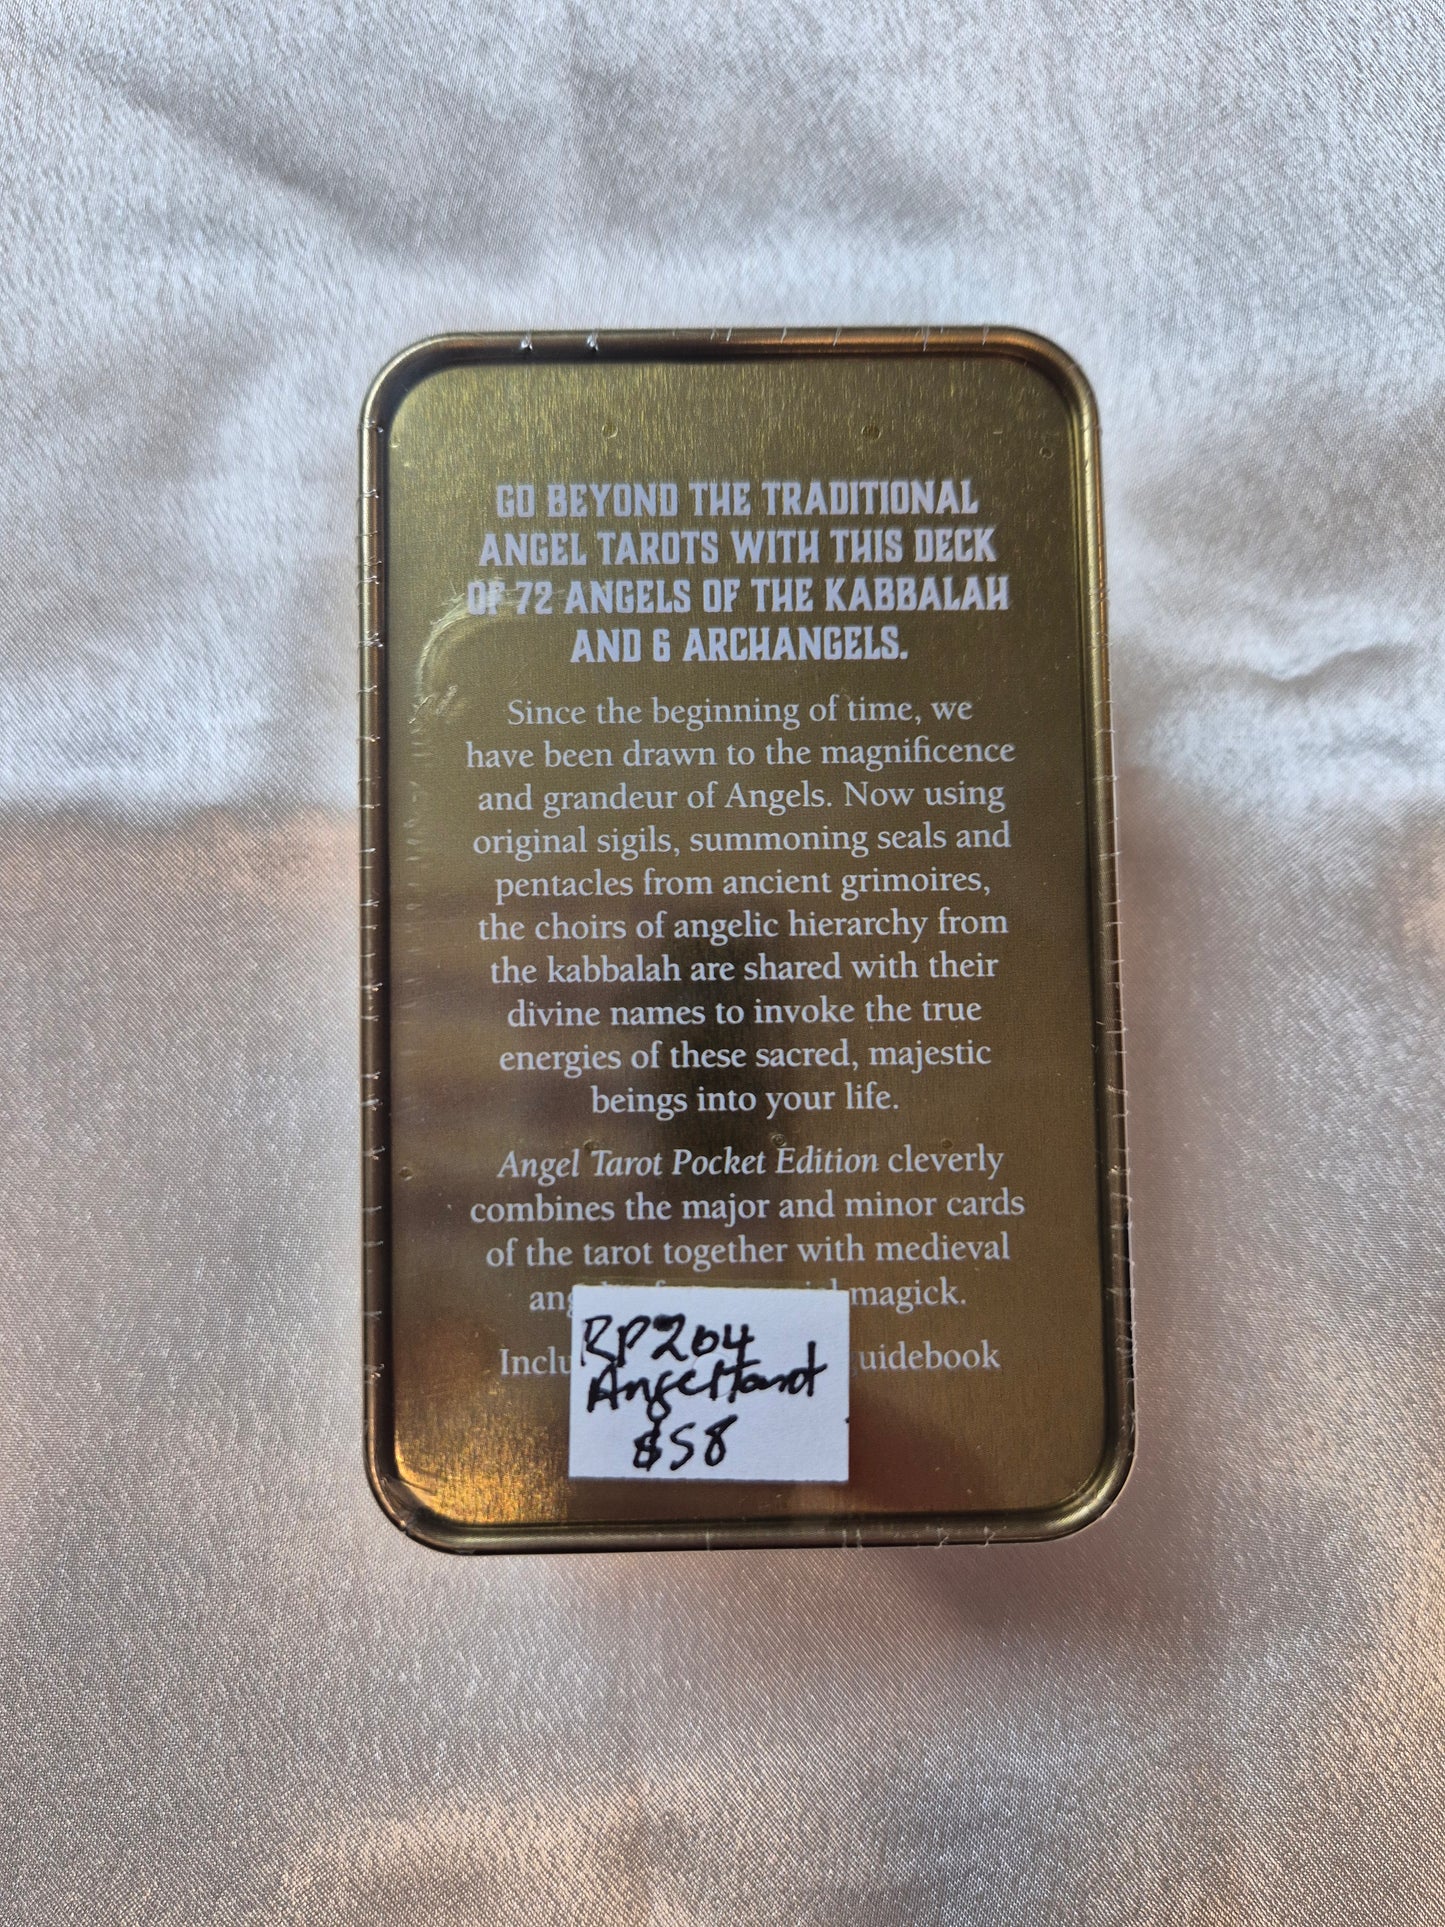 GO BEYOND THE TRADITIONAL
ANGEL TAROTS WITH THIS DECK
OF 72 ANGELS OF THE KABBALAH
AND 6 ARCHANGELS.
Since the beginning of time, we
have been drawn to the magnificence
and grandeur of Angels. Now using
original sigils, summoning seals and
pentacles from ancient grimoires,
the choirs of angelic hierarchy from
the kabbalah are shared with their
divine names to invoke the true
energies of these sacred, majestic
beings into your life.
Angel Tarot Pocket Edition cleverly
combines the major and minor cards
of the tarot together with medieval
magick.
RP204
Angel Tarot
$58